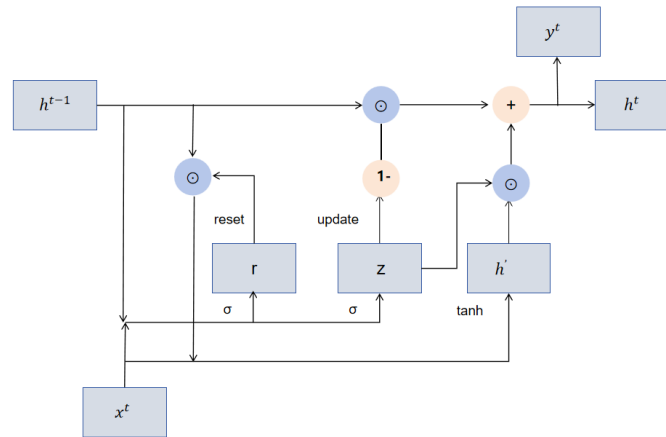 y^t
h^{t-1}
⊙
+
h^t
⊙
1-
⊙
reset
update
r
z
h'
σ
σ
tanh
x^t